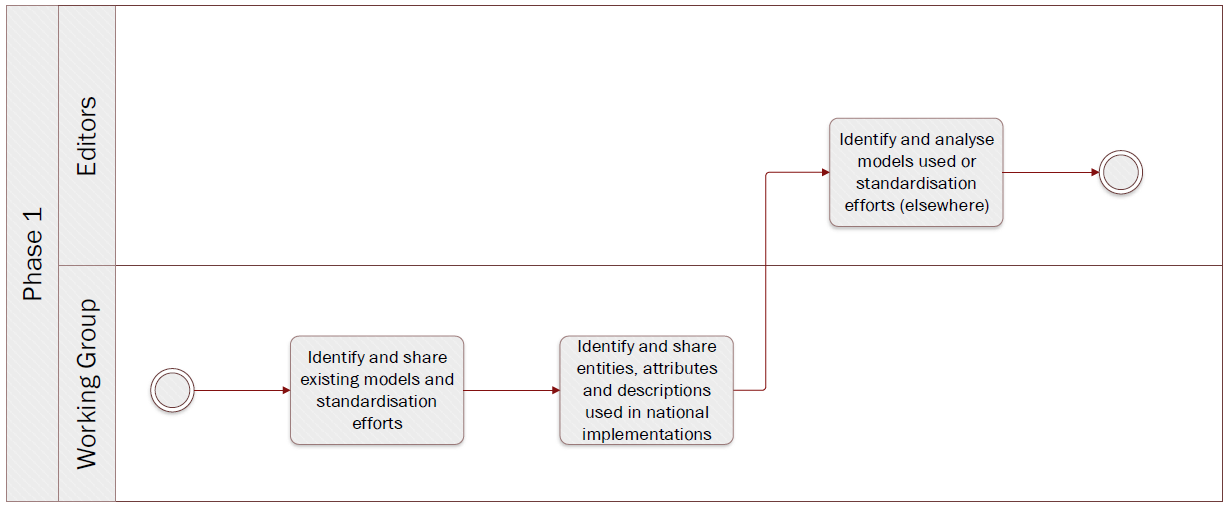 Phase 1
Editors
Identify and analyse
models used or
standardisation
efforts (elsewhere)
Working Group
Identify and share
existing models and
standardisation
efforts
Identify and share
entities, attributes
and descriptions
used in national
implementations